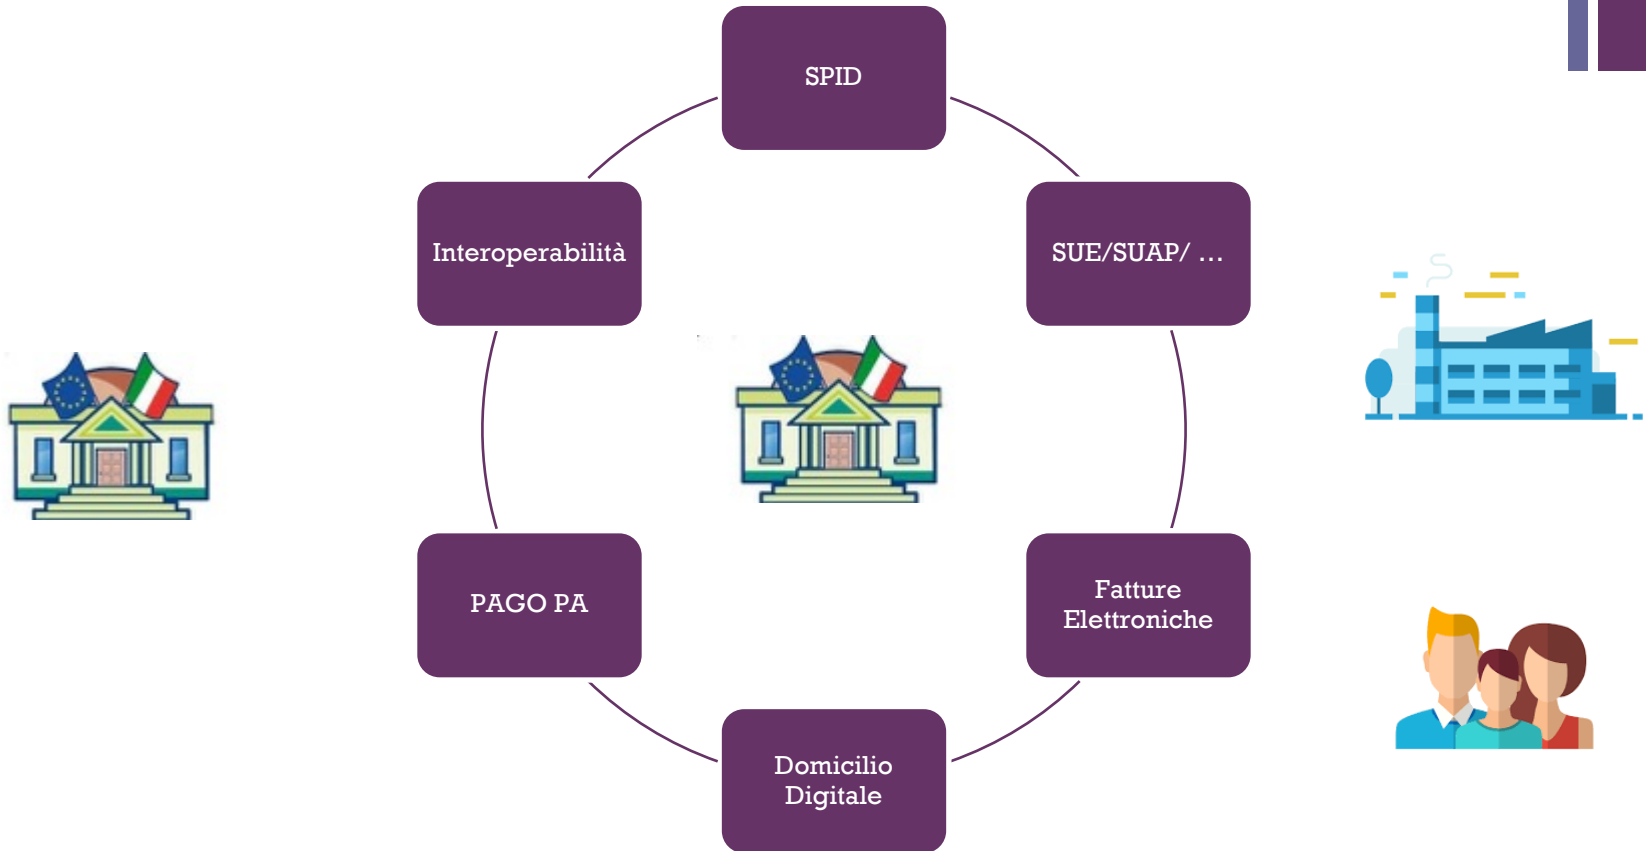 SPID
Interoperabilità
SUE/SUAP/ …
PAGO PA
Fatture
Elettroniche
Domicilio
Digitale